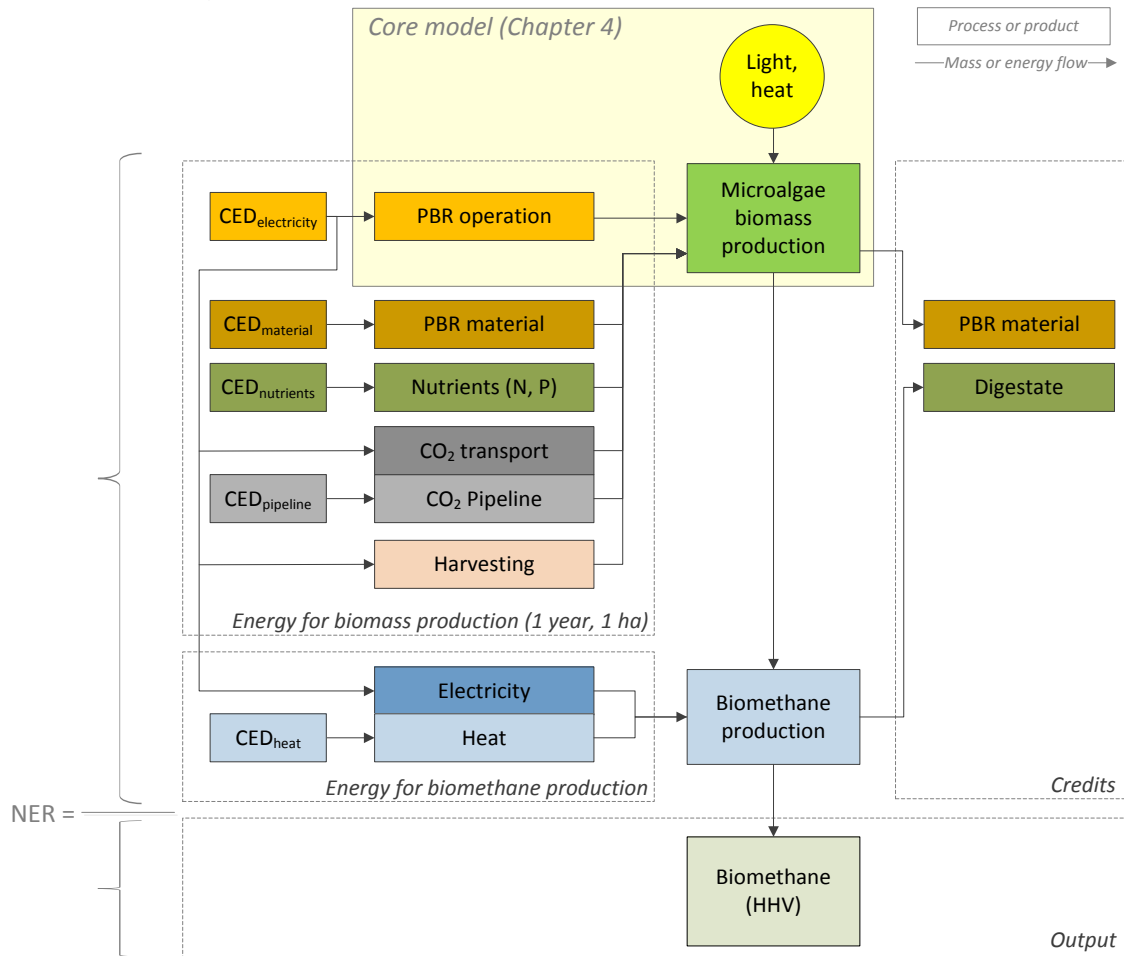 Core model (Chapter 4)
Process or product
Mass or energy flow
Light,
heat
CEDelectricity
PBR operation
Microalgae
biomass
production
CEDmaterial
PBR material
PBR material
CEDnutrients
Nutrients (N, P)
Digestate
CO2 transport
CEDpipeline
CO2 Pipeline
Harvesting
Energy for biomass production (1 year, 1 ha)
Electricity
CEDheat
Heat
Biomethane
production
Energy for biomethane production
Credits
NER =
Biomethane
(HHV)
Output